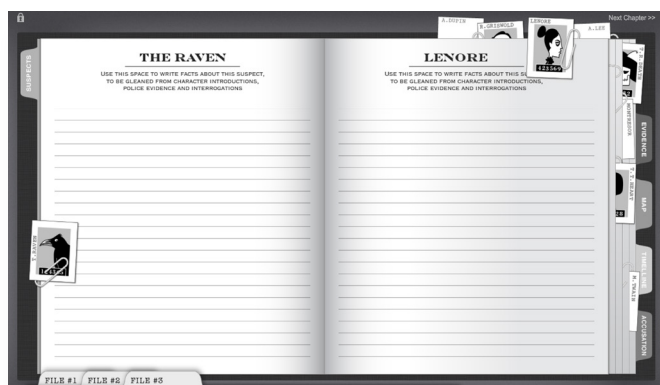 Next Chapter >>
A.DUPIN
R.GRISWOLD
LENORE
A.LEE
423569
SUSPECTS
THE RAVEN
USE THIS SPACE TO WRITE FACTS ABOUT THIS SUSPECT,
TO BE GLEANED FROM CHARACTER INTRODUCTIONS,
POLICE EVIDENCE AND INTERROGATIONS
LENORE
USE THIS SPACE TO WRITE FACTS ABOUT THIS
TO BE GLEANED FROM CHARACTER INTRODUCTIONS,
POLICE EVIDENCE AND INTERROGATIONS
EVIDENCE
MAP
T.T.HEART
TIMELINE
M.TWAIN
ACCUSATION
FILE #1
FILE #2
FILE #3